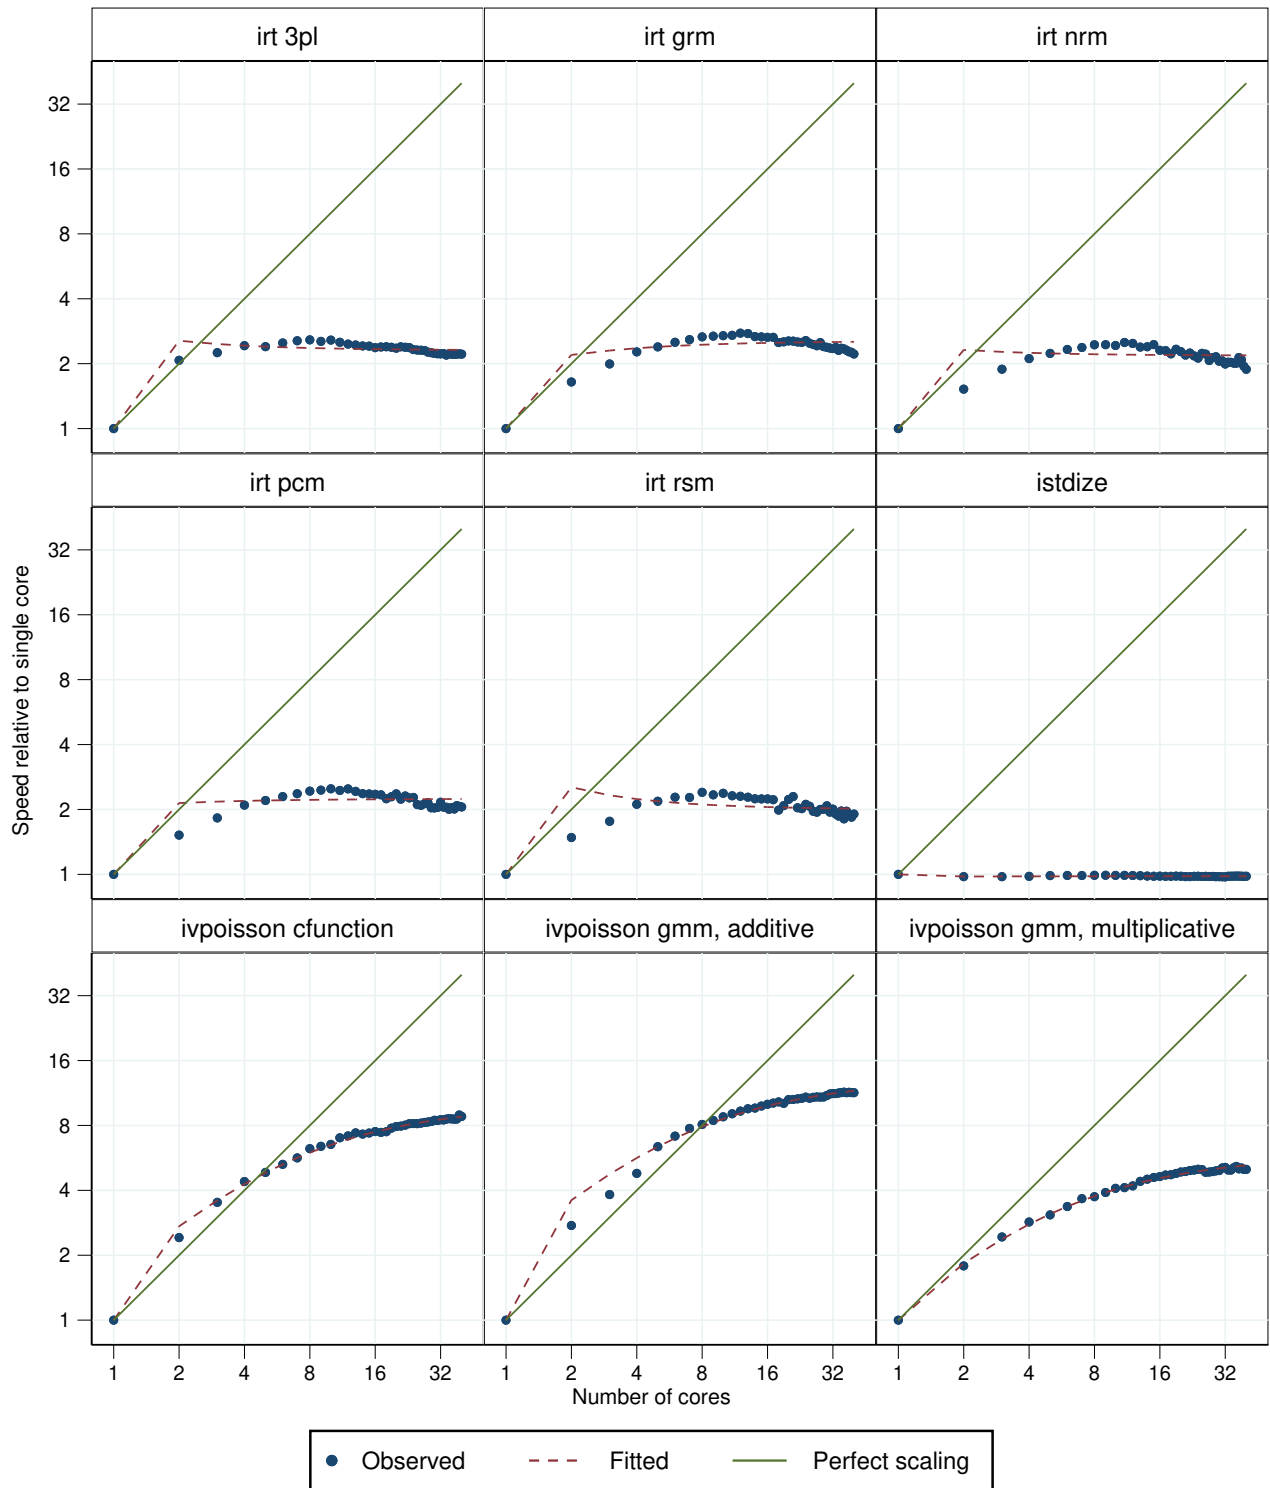 irt 3pl irt grm irt nrm
32
16
8
4
2
1
irt pcm irt rsm istdize
32
16
8
4
2
1
Speed relative to single core
ivpoisson cfunction ivpoisson gmm, additive ivpoisson gmm, multiplicative
32
16
8
4
2
1
1 2 4 8 16 32 1 2 4 8 16 32 1 2 4 8 16 32
Number of cores
Observed Fitted Perfect scaling